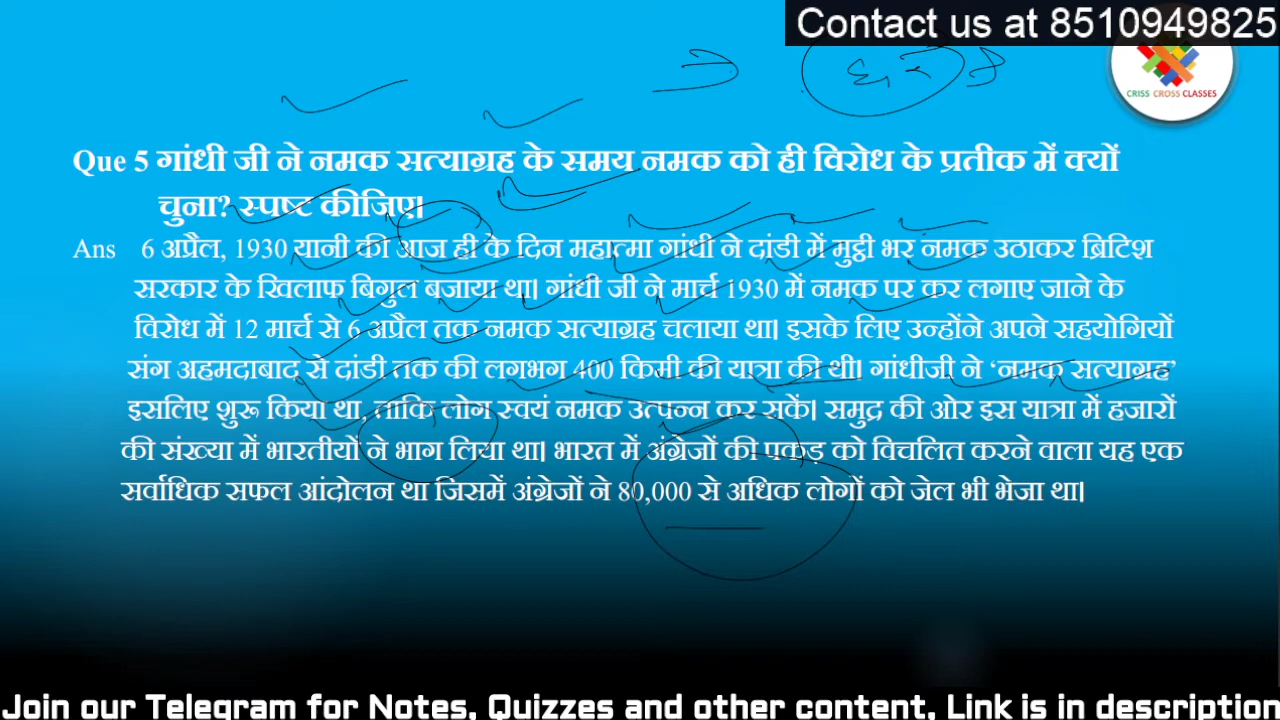 Contact us at 8510949825
CRISS CROSS CLASSES
Que 5 गांधी जी ने नमक सत्याग्रह के समय नमक को ही विरोध के प्रतीक में क्यों
चुना? स्पष्ट कीजिए।
Ans 6 अप्रैल, 1930 यानी की आज ही के दिन महात्मा गांधी ने दांडी में मुट्ठी भर नमक उठाकर ब्रिटिश
सरकार के खिलाफ बिगुल बजाया था। गांधी जी ने मार्च 1930 में नमक पर कर लगाए जाने के
विरोध में 12 मार्च से 6 अप्रैल तक नमक सत्याग्रह चलाया था। इसके लिए उन्होंने अपने सहयोगियों
संग अहमदाबाद से दांडी तक की लगभग 400 किमी की यात्रा की थी। गांधीजी ने ‘नमक सत्याग्रह’
इसलिए शुरू किया था, ताकि लोग स्वयं नमक उत्पन्न कर सकें। समुद्र की ओर इस यात्रा में हजारों
की संख्या में भारतीयों ने भाग लिया था। भारत में अंग्रेजों की पकड़ को विचलित करने वाला यह एक
सर्वाधिक सफल आंदोलन था जिसमें अंग्रेजों ने 80,000 से अधिक लोगों को जेल भी भेजा था।
Join our Telegram for Notes, Quizzes and other content, Link is in description